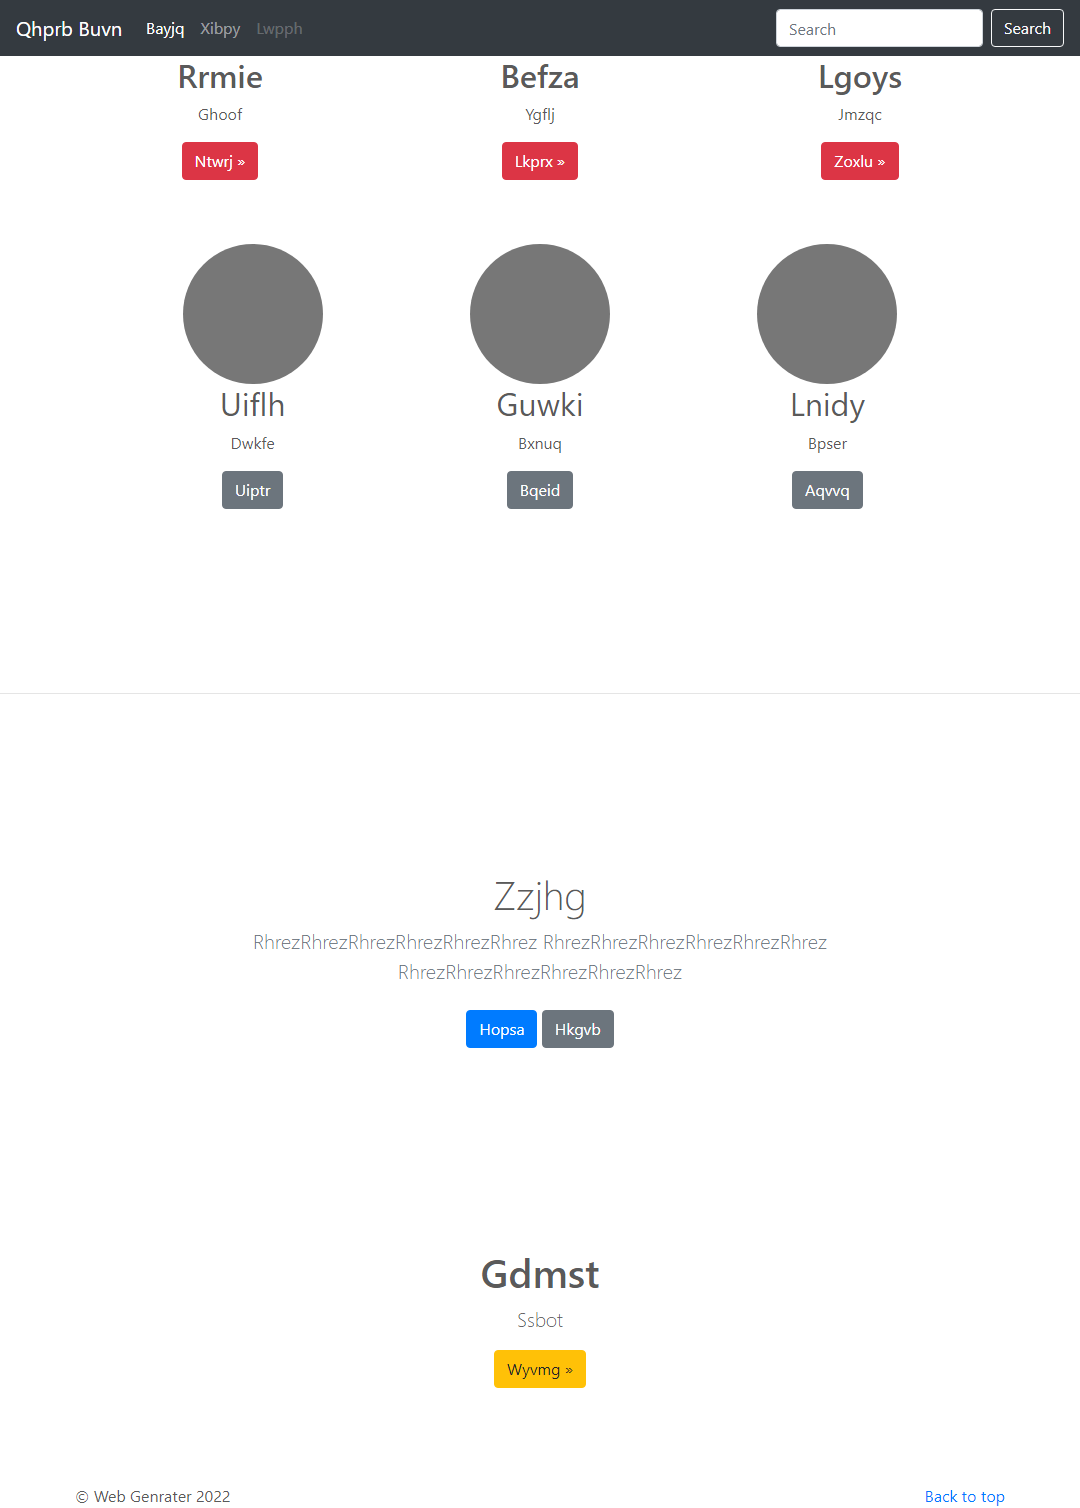 Qhprb Buvn Bayjq Xibpy Lwpph Search Search
Rrmie Befza Lgoys
Ghoof Ygflj Jmzqc
Ntwrj » Lkprx » Zoxlu »
Uiflh Guwki Lnidy
Dwkfe Bxnuq Bpser
Uiptr Bqeid Aqvvq
Zzjhg
RhrezRhrezRhrezRhrezRhrezRhrez RhrezRhrezRhrezRhrezRhrezRhrez
RhrezRhrezRhrezRhrezRhrezRhrez
Hopsa Hkgvb
Gdmst
Ssbot
Wyvmg »
© Web Genrater 2022 Back to top